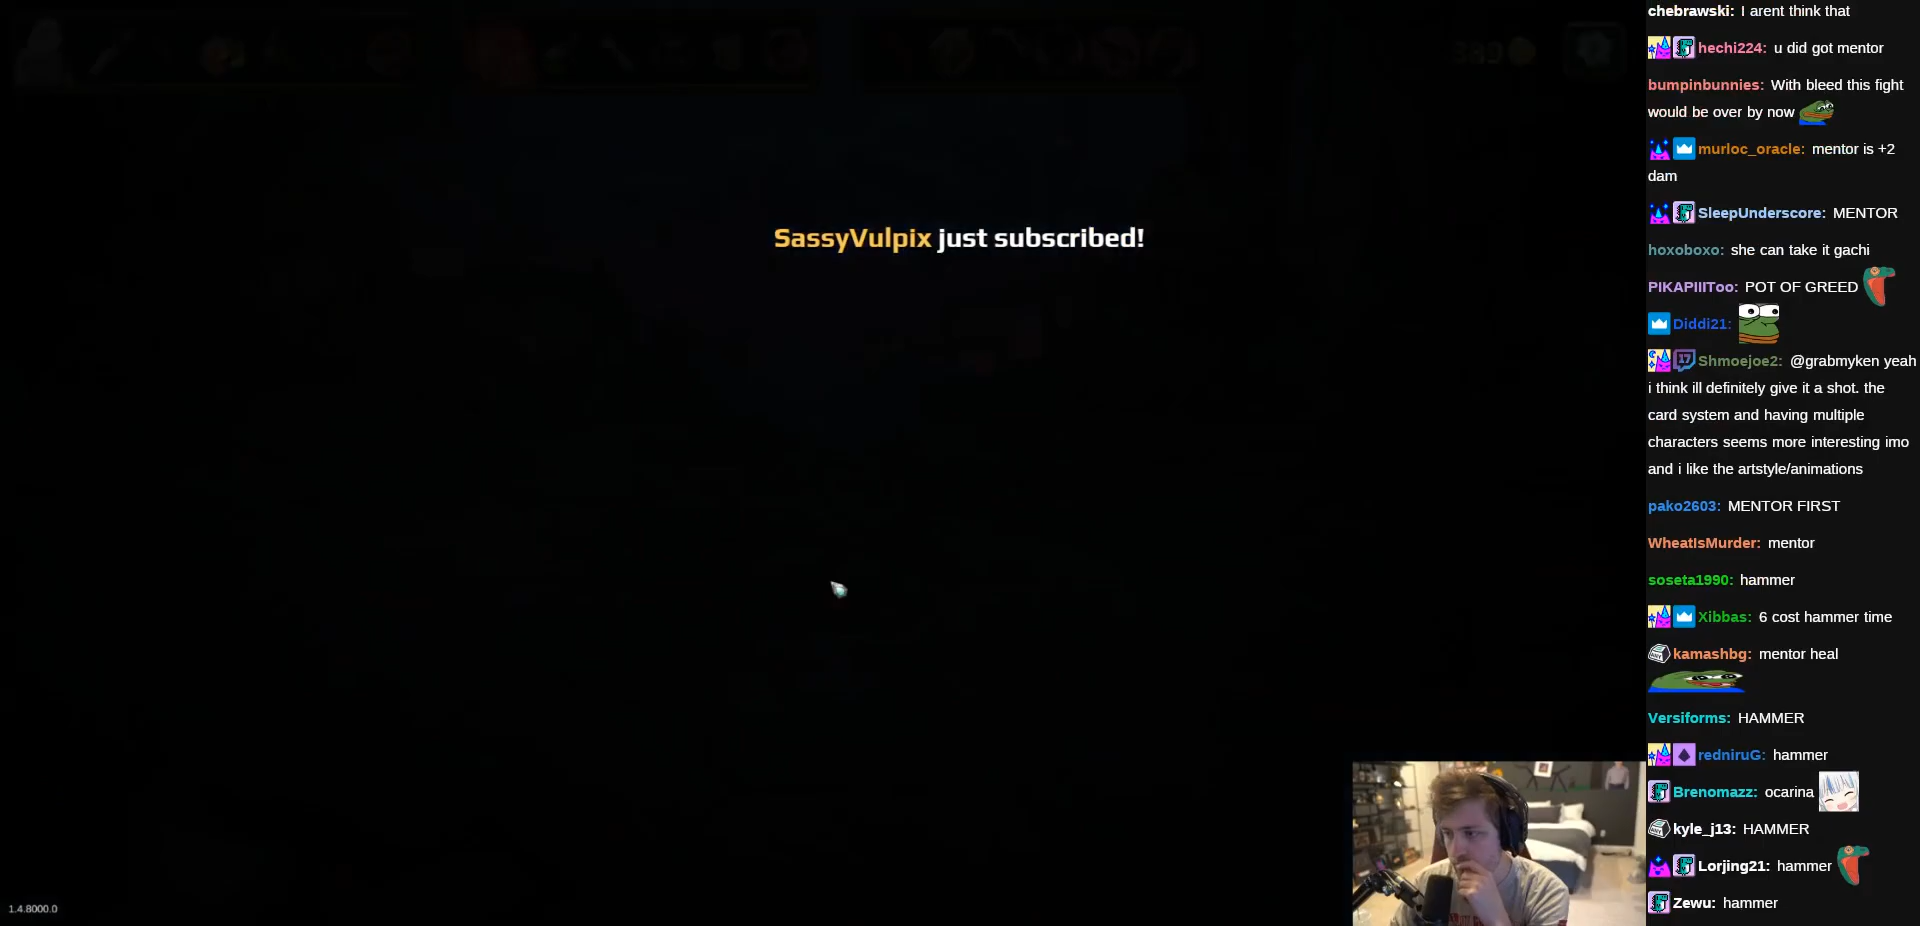 389
SassyVulpix just subscribed!
1.4.8000.0
chebrawski: I arent think that
hechi224: u did got mentor
bumpinbunnies: With bleed this fight
would be over by now
murloc_oracle: mentor is +2
dam
SleepUnderscore: MENTOR
hoxoboxo: she can take it gachi
PIKAPIIIToo: POT OF GREED
Diddi21:
17 Shmoejoe2: @grabmyken yeah
i think ill definitely give it a shot. the
card system and having multiple
characters seems more interesting imo
and i like the artstyle/animations
pako2603: MENTOR FIRST
WheatIsMurder: mentor
soseta1990: hammer
Xibbas: 6 cost hammer time
kamashbg: mentor heal
Versiforms: HAMMER
redniruG: hammer
Brenomazz: ocarina
kyle_j13: HAMMER
Lorjing21: hammer
Zewu: hammer